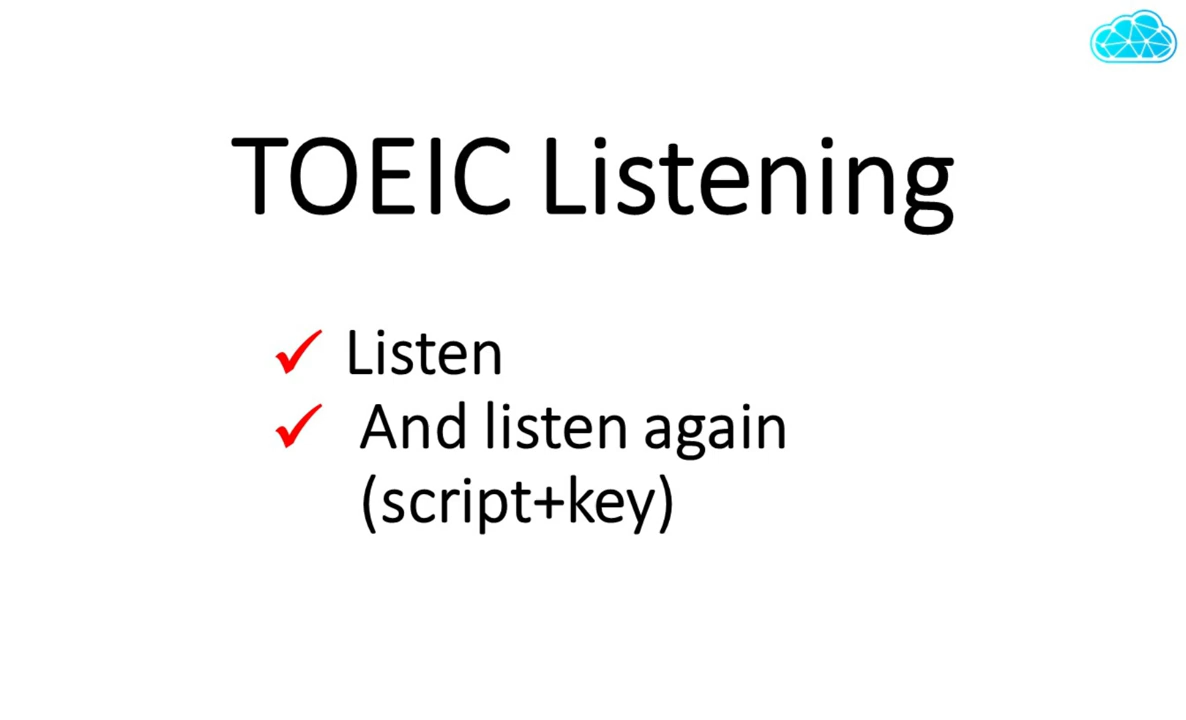 TOEIC Listening
✓ Listen
✓ And listen again
(script+key)